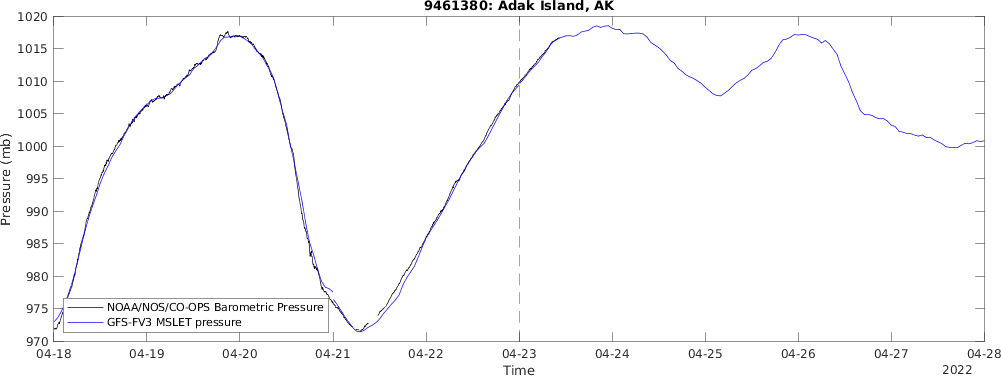 9461380: Adak Island, AK
1020
1015
1010
1005
1000
995
990
985
980
975
970
Pressure (mb)
NOAA/NOS/CO-OPS Barometric Pressure
GFS-FV3 MSLET pressure
04-18 04-19 04-20 04-21 04-22 04-23 04-24 04-25 04-26 04-27 04-28
Time
2022